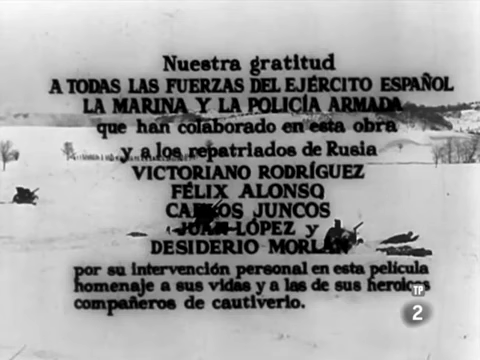 Nuestra gratitud
A TODAS LAS FUERZAS DEL EJÉRCITO ESPAÑOL
LA MARINA Y LA POLICÍA ARMADA
que han colaborado en esta obra
y a los repatriados de Rusia
VICTORIANO RODRÍGUEZ
FÉLIX ALONSO
CARLOS JUNCOS
JUAN LÓPEZ y
DESIDERIO MORLÁN
por su intervención personal en esta película
homenaje a sus vidas y a las de sus heroicos
compañeros de cautiverio.
TP
2